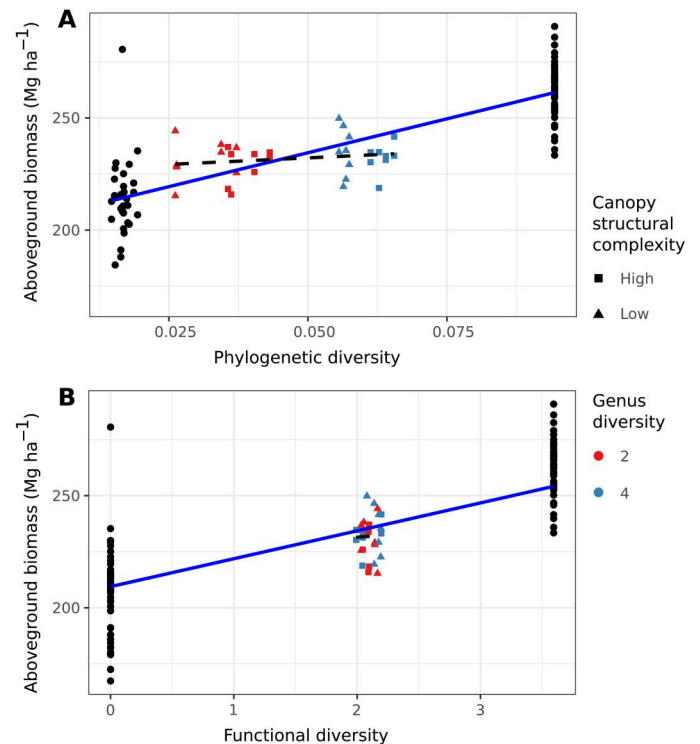 A
Aboveground biomass (Mg ha⁻¹)
250
200
0.025
0.050
0.075
Phylogenetic diversity
Canopy
structural
complexity
High
Low
B
Aboveground biomass (Mg ha⁻¹)
250
200
0
1
2
3
Functional diversity
Genus
diversity
2
4